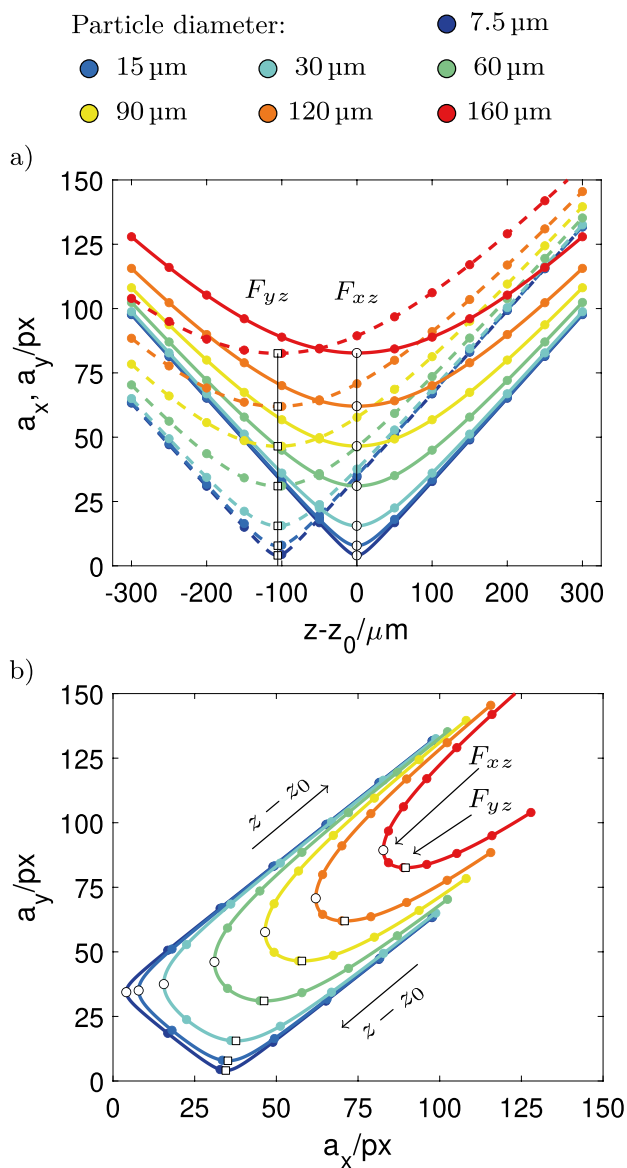 Particle diameter: 7.5 µm
15 µm 30 µm 60 µm
90 µm 120 µm 160 µm
a)
150
125
100
75
50
25
0
a_x, a_y/px
F_yz F_xz
-300 -200 -100 0 100 200 300
z-z_0/µm
b)
150
125
100
75
50
25
0
a_y/px
z − z_0
F_xz
F_yz
z − z_0
0 25 50 75 100 125 150
a_x/px